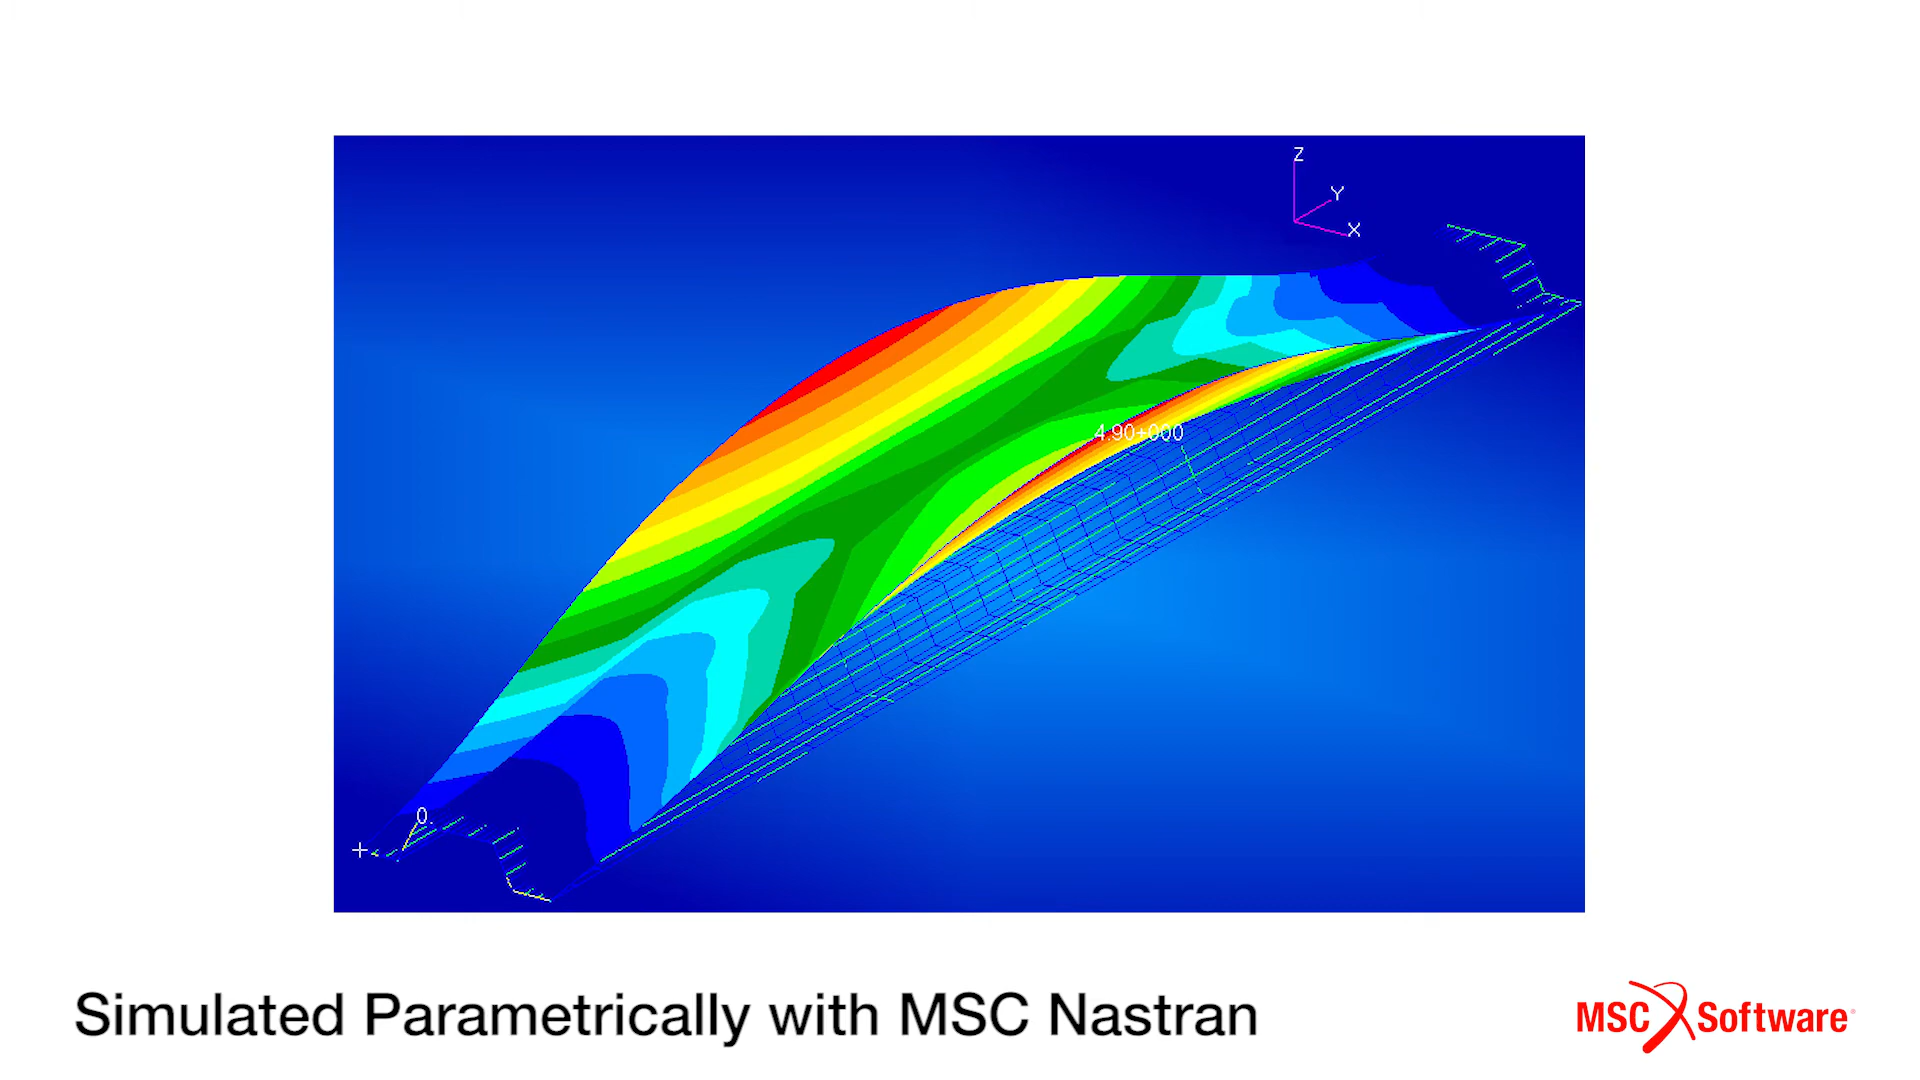 Z
Y
X
4.90+000
0.
Simulated Parametrically with MSC Nastran
MSC Software